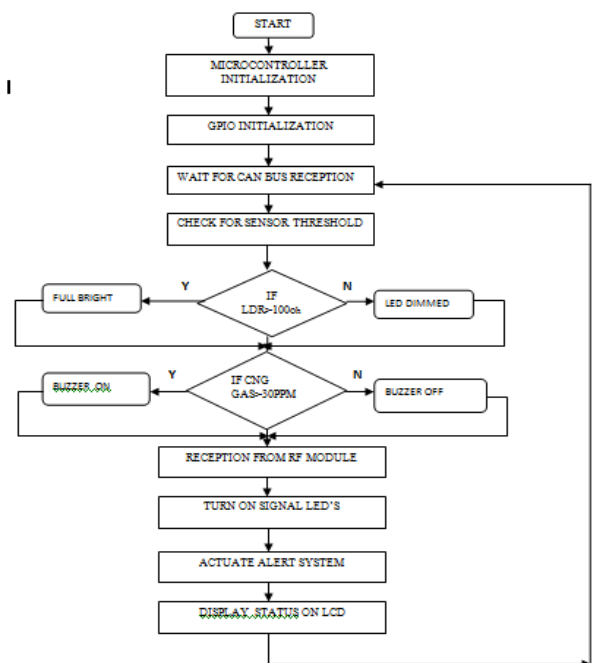 START
MICROCONTROLLER
INITIALIZATION
I
GPIO INITIALIZATION
WAIT FOR CAN BUS RECEPTION
CHECK FOR SENSOR THRESHOLD
Y
N
FULL BRIGHT
IF
LDR>100oh
LED DIMMED
Y
N
BUZZER ON
IF CNG
GAS>30PPM
BUZZER OFF
RECEPTION FROM RF MODULE
TURN ON SIGNAL LED'S
ACTUATE ALERT SYSTEM
DISPLAY STATUS ON LCD